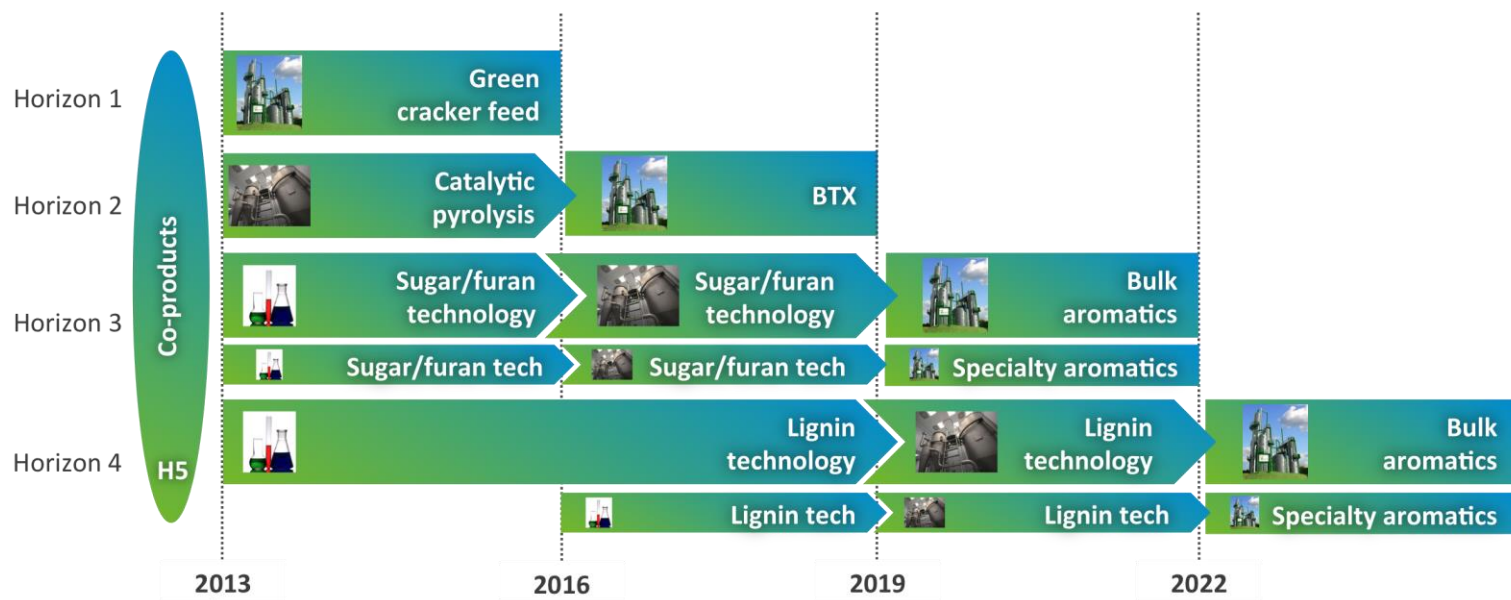 Horizon 1
Green
cracker feed
Horizon 2
Catalytic
pyrolysis
BTX
Horizon 3
Sugar/furan
technology
Sugar/furan
technology
Bulk
aromatics
Sugar/furan tech
Sugar/furan tech
Specialty aromatics
Horizon 4
Lignin
technology
Lignin
technology
Bulk
aromatics
Lignin tech
Lignin tech
Specialty aromatics
Co-products
H5
2013
2016
2019
2022